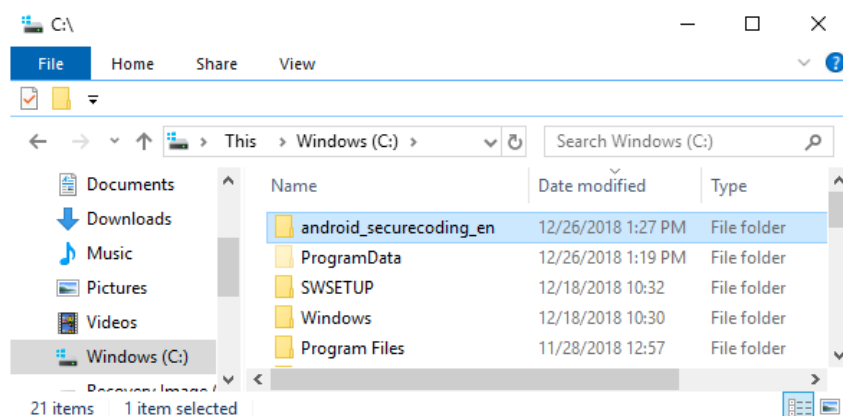 C:\
File Home Share View
This > Windows (C:) >
Search Windows (C:)
Documents
Downloads
Music
Pictures
Videos
Windows (C:)
Recovery Image (
Name Date modified Type
android_securecoding_en 12/26/2018 1:27 PM File folder
ProgramData 12/26/2018 1:19 PM File folder
SWSETUP 12/18/2018 10:32 File folder
Windows 12/18/2018 10:30 File folder
Program Files 11/28/2018 12:57 File folder
21 items 1 item selected